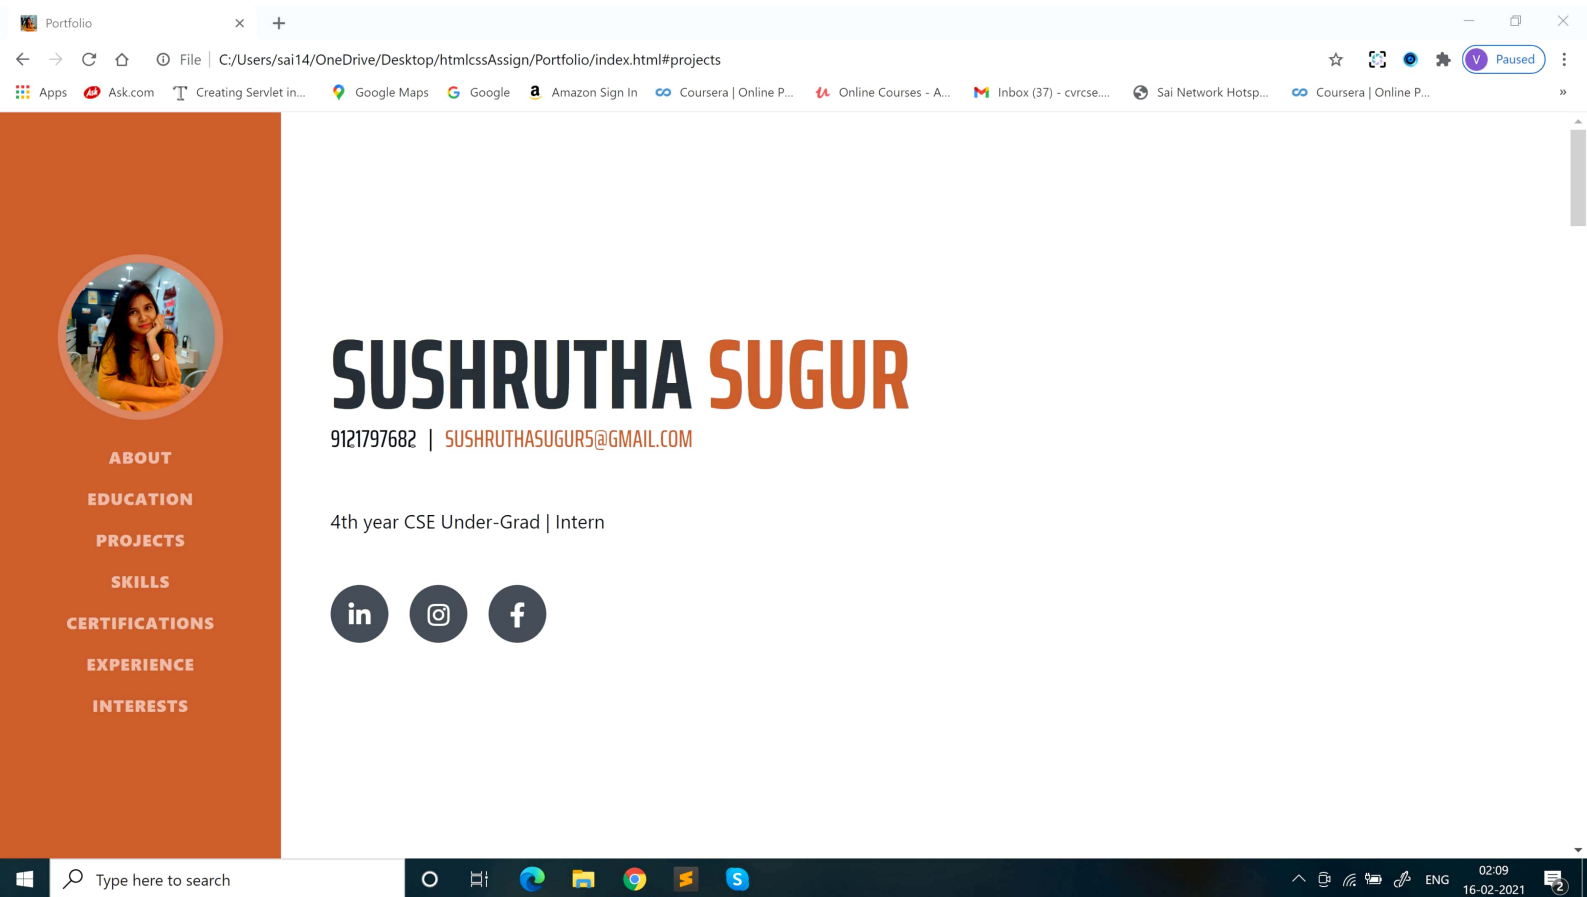 Portfolio
File | C:/Users/sai14/OneDrive/Desktop/htmlcssAssign/Portfolio/index.html#projects
V Paused
Apps Ask.com Creating Servlet in... Google Maps Google Amazon Sign In Coursera | Online P... Online Courses - A... Inbox (37) - cvrcse.... Sai Network Hotsp... Coursera | Online P... »
SUSHRUTHA SUGUR
9121797682 | SUSHRUTHASUGUR5@GMAIL.COM
4th year CSE Under-Grad | Intern
ABOUT
EDUCATION
PROJECTS
SKILLS
CERTIFICATIONS
EXPERIENCE
INTERESTS
Type here to search
ENG
02:09
16-02-2021
2